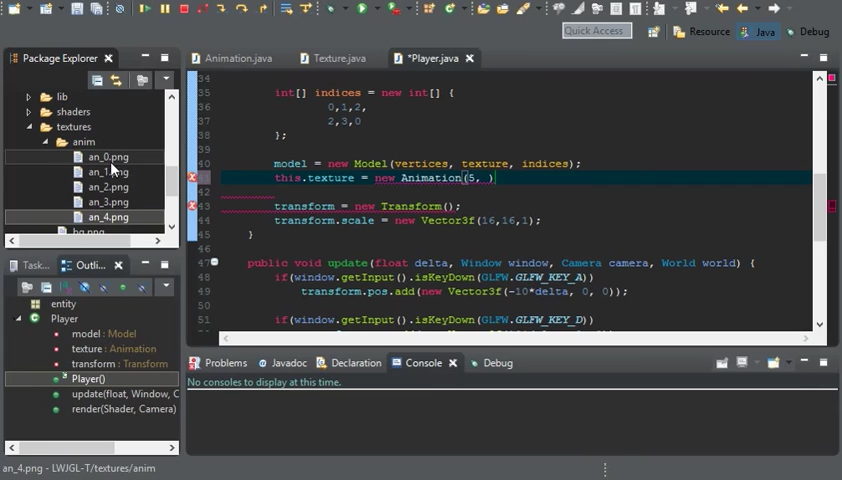 Quick Access
Resource
Java
Debug
Package Explorer
lib
shaders
textures
anim
an_0.png
an_1.png
an_2.png
an_3.png
an_4.png
bg.png
Task...
Outli...
entity
Player
model : Model
texture : Animation
transform : Transform
Player()
update(float, Window, C
render(Shader, Camera)
Animation.java
Texture.java
*Player.java
34
35 int[] indices = new int[] {
36 0,1,2,
37 2,3,0
38 };
39
40 model = new Model(vertices, texture, indices);
41 this.texture = new Animation(5, )
42
43 transform = new Transform();
44 transform.scale = new Vector3f(16,16,1);
45 }
46
47 public void update(float delta, Window window, Camera camera, World world) {
48 if(window.getInput().isKeyDown(GLFW.GLFW_KEY_A))
49 transform.pos.add(new Vector3f(-10*delta, 0, 0));
50
51 if(window.getInput().isKeyDown(GLFW.GLFW_KEY_D)
Problems
Javadoc
Declaration
Console
Debug
No consoles to display at this time.
an_4.png - LWJGL-T/textures/anim